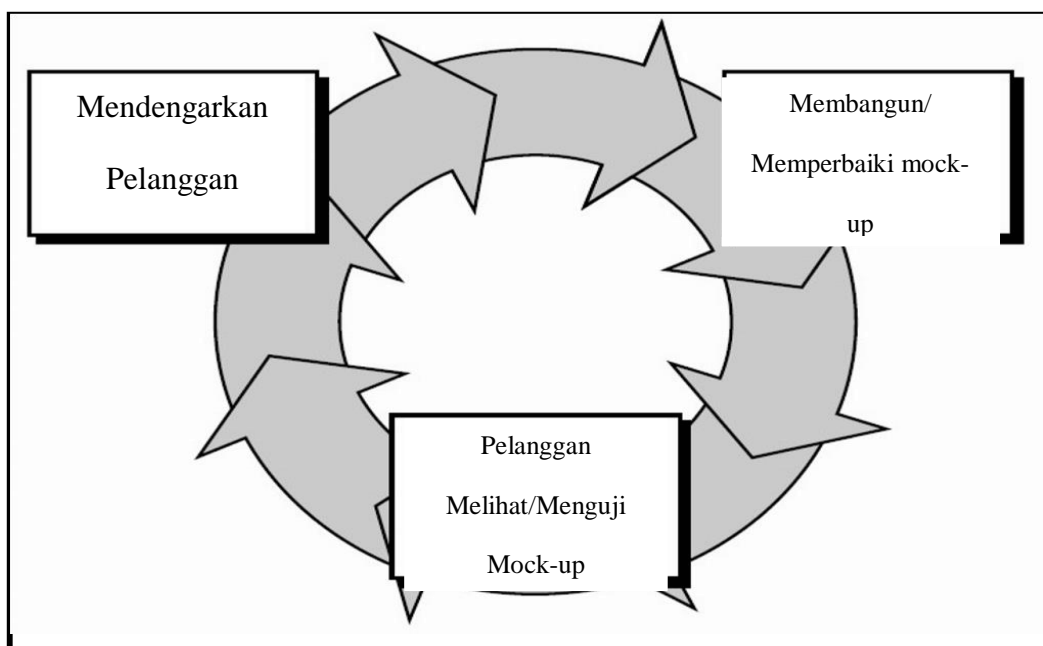 Mendengarkan
Pelanggan
Membangun/
Memperbaiki mock-
up
Pelanggan
Melihat/Menguji
Mock-up